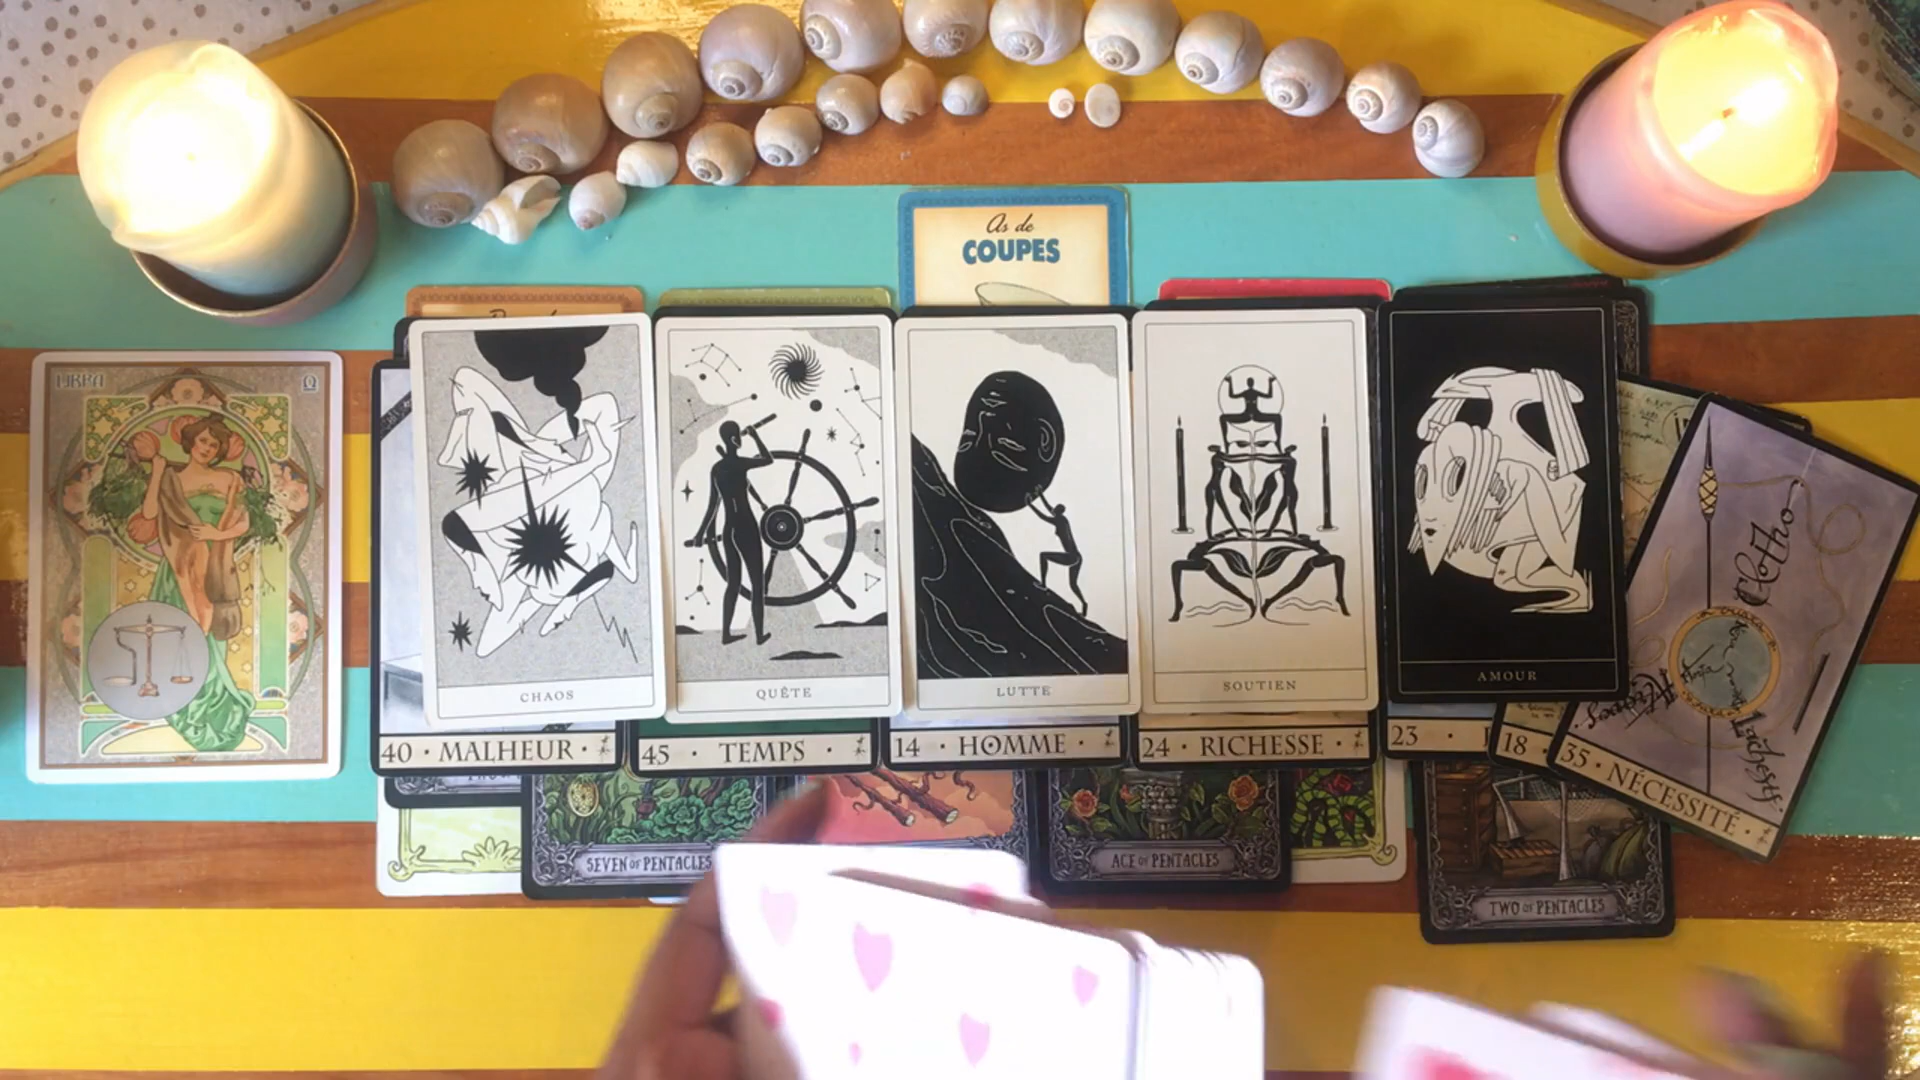 As de
COUPES
LIBRA
CHAOS
QUÊTE
LUTTE
SOUTIEN
AMOUR
Clotho
Lachesis
40 · MALHEUR ·
45 · TEMPS ·
14 · HOMME ·
24 · RICHESSE ·
23 ·
18 ·
35 · NÉCESSITÉ ·
SEVEN OF PENTACLES
ACE OF PENTACLES
TWO OF PENTACLES